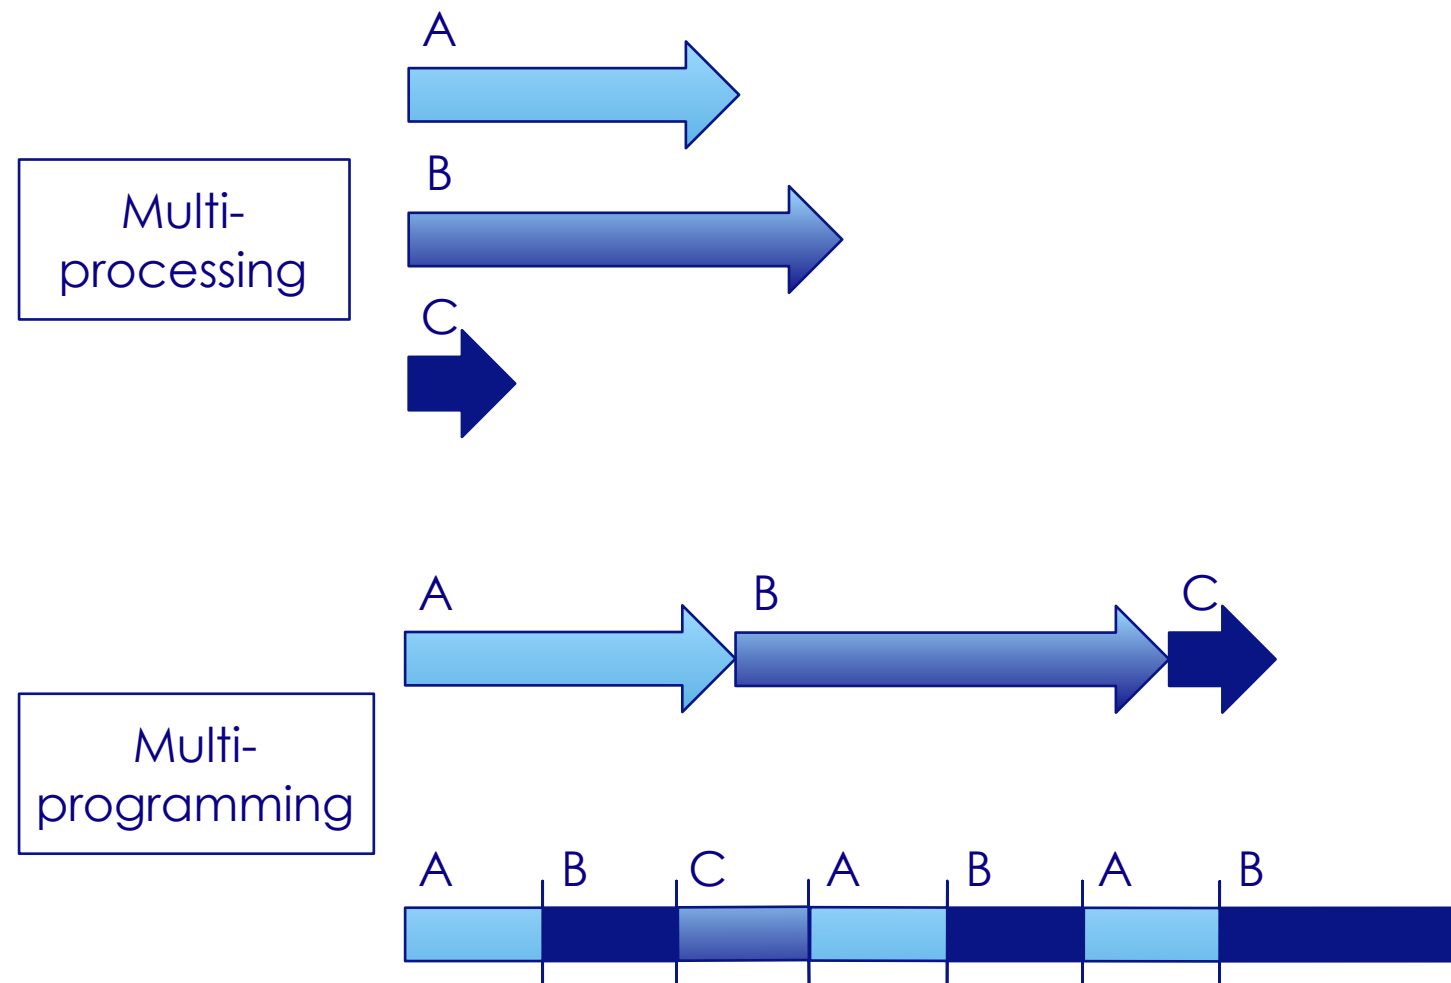 A
B
Multi-
processing
C
A B C
Multi-
programming
A B C A B A B